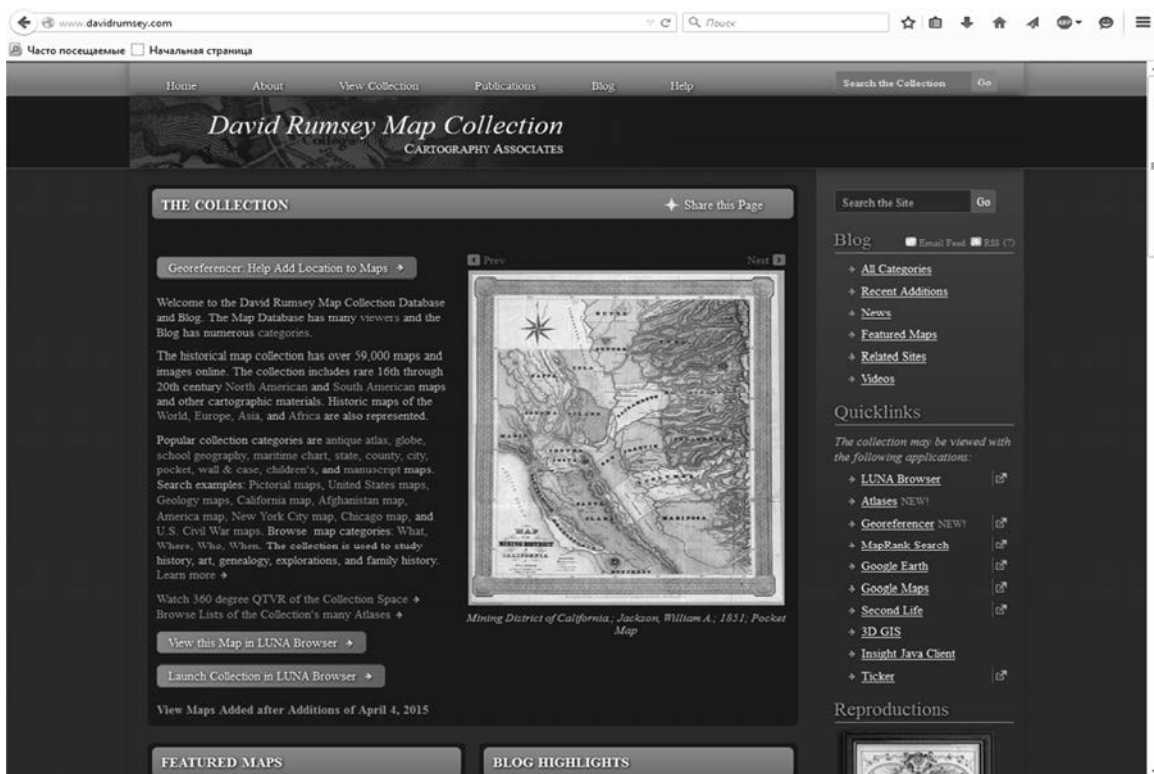 www.davidrumsey.com
Поиск
Часто посещаемые Начальная страница
Home About View Collection Publications Blog Help
Search the Collection Go
David Rumsey Map Collection
CARTOGRAPHY ASSOCIATES
THE COLLECTION
Share this Page
Georeferencer: Help Add Location to Maps
Prev Next
Welcome to the David Rumsey Map Collection Database
and Blog. The Map Database has many viewers and the
Blog has numerous categories.
The historical map collection has over 59,000 maps and
images online. The collection includes rare 16th through
20th century North American and South American maps
and other cartographic materials. Historic maps of the
World, Europe, Asia, and Africa are also represented.
Popular collection categories are antique atlas, globe,
school geography, maritime chart, state, county, city,
pocket, wall & case, children's, and manuscript maps.
Search examples: Pictorial maps, United States maps,
Geology maps, California map, Afghanistan map,
America map, New York City map, Chicago map, and
U.S. Civil War maps. Browse map categories: What,
Where, Who, When. The collection is used to study
history, art, genealogy, explorations, and family history.
Learn more
Watch 360 degree QTVR of the Collection Space
Browse Lists of the Collection's many Atlases
View this Map in LUNA Browser
Launch Collection in LUNA Browser
View Maps Added after Additions of April 4, 2015
MAP
CALIFORNIA
MARIPOSA
MONTEREY
Mining District of California.; Jackson, William A.; 1851; Pocket
Map
Search the Site Go
Blog Email Feed RSS (?)
All Categories
Recent Additions
News
Featured Maps
Related Sites
Videos
Quicklinks
The collection may be viewed with
the following applications:
LUNA Browser
Atlases NEW!
Georeferencer NEW!
MapRank Search
Google Earth
Google Maps
Second Life
3D GIS
Insight Java Client
Ticker
Reproductions
FEATURED MAPS
BLOG HIGHLIGHTS